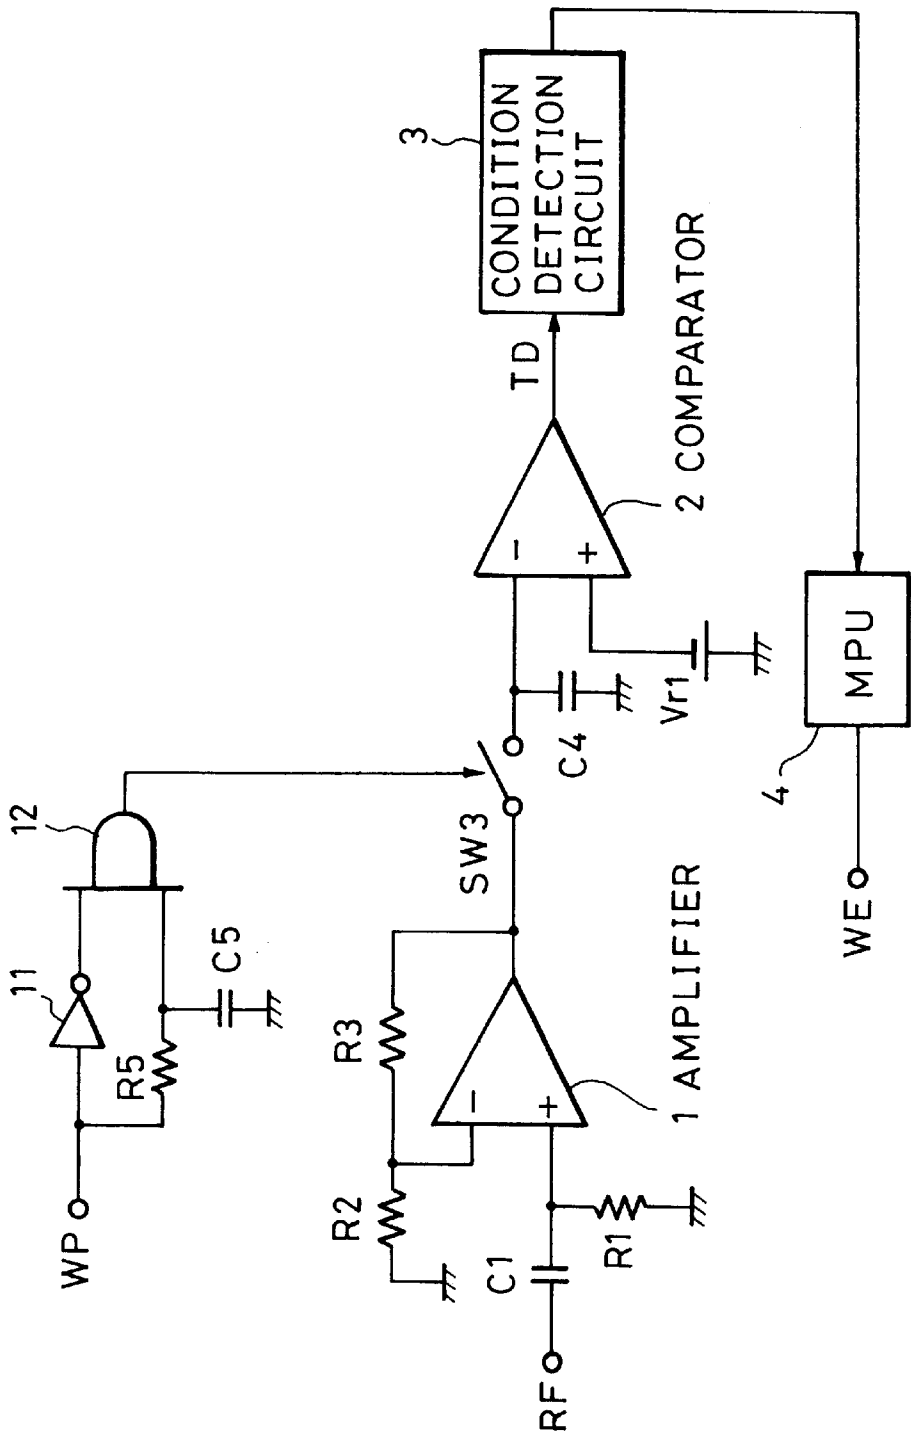 WP
11
12
R5
C5
RF
C1
R1
R2
R3
-
+
1 AMPLIFIER
SW3
C4
Vr1
-
+
2 COMPARATOR
TD
3
CONDITION
DETECTION
CIRCUIT
WE
4
MPU